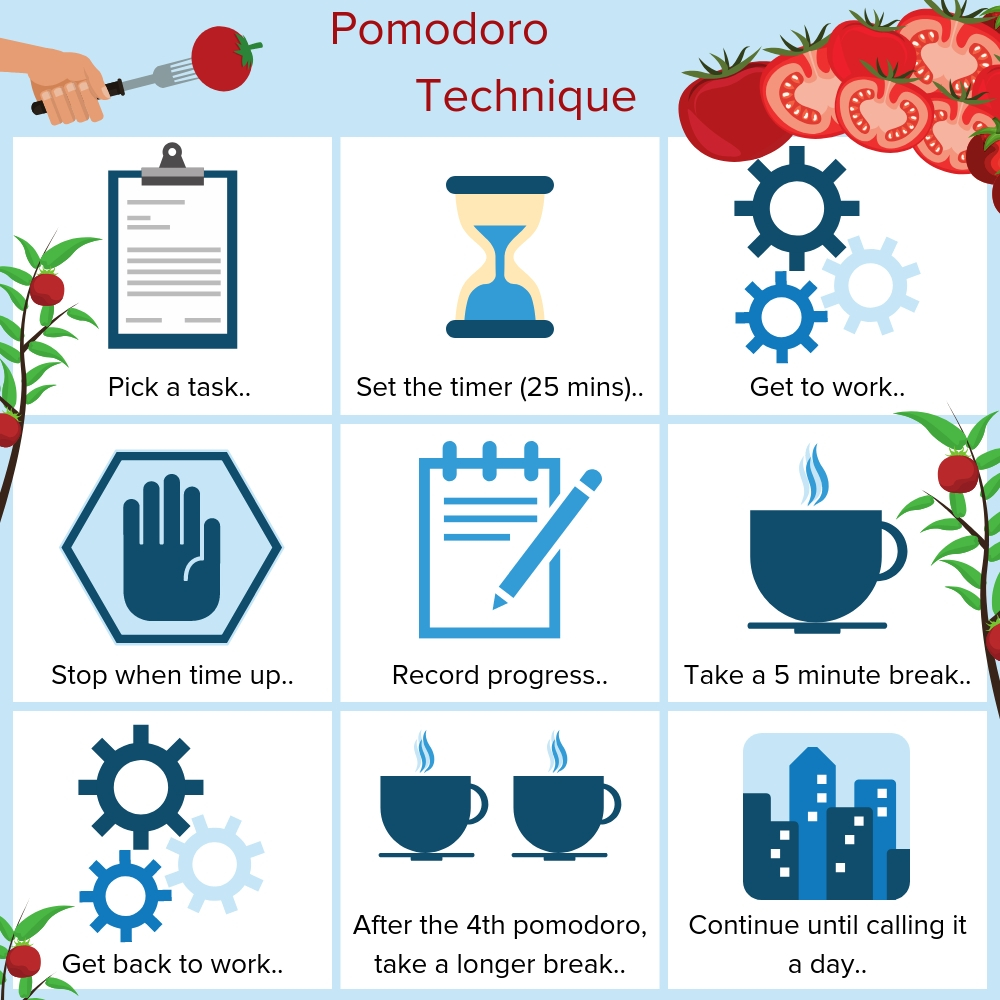 Pomodoro
Technique
Pick a task..
Set the timer (25 mins)..
Get to work..
Stop when time up..
Record progress..
Take a 5 minute break..
Get back to work..
After the 4th pomodoro,
take a longer break..
Continue until calling it
a day..